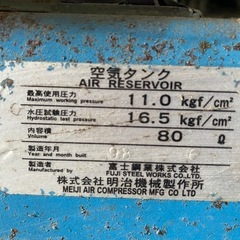 空気タンク
AIR RESERVOIR
最高使用圧力 11.0 kgf/cm²
Maximum working pressure
水圧試験圧力 16.5 kgf/cm²
Hydrostatic test pressure
内容積 80 ℓ
Volume
製造年月
Year and month built
製造者 富士鋼業株式会社
Manufactured by FUJI STEEL WORKS CO.LTD.
株式会社明治機械製作所
MEIJI AIR COMPRESSOR MFG CO LTD